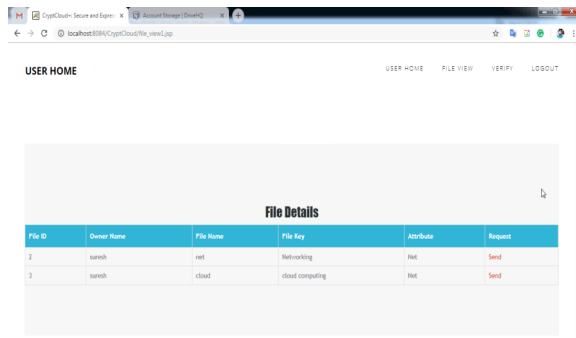 CryptCloud+: Secure and Expres × Account Storage | DriveHQ ×
localhost:8084/CryptCloud/file_view1.jsp
USER HOME USER HOME FILE VIEW VERIFY LOGOUT
File Details
File ID Owner Name File Name File Key Attribute Request
2 suresh net Networking Net Send
3 suresh cloud cloud computing Net Send